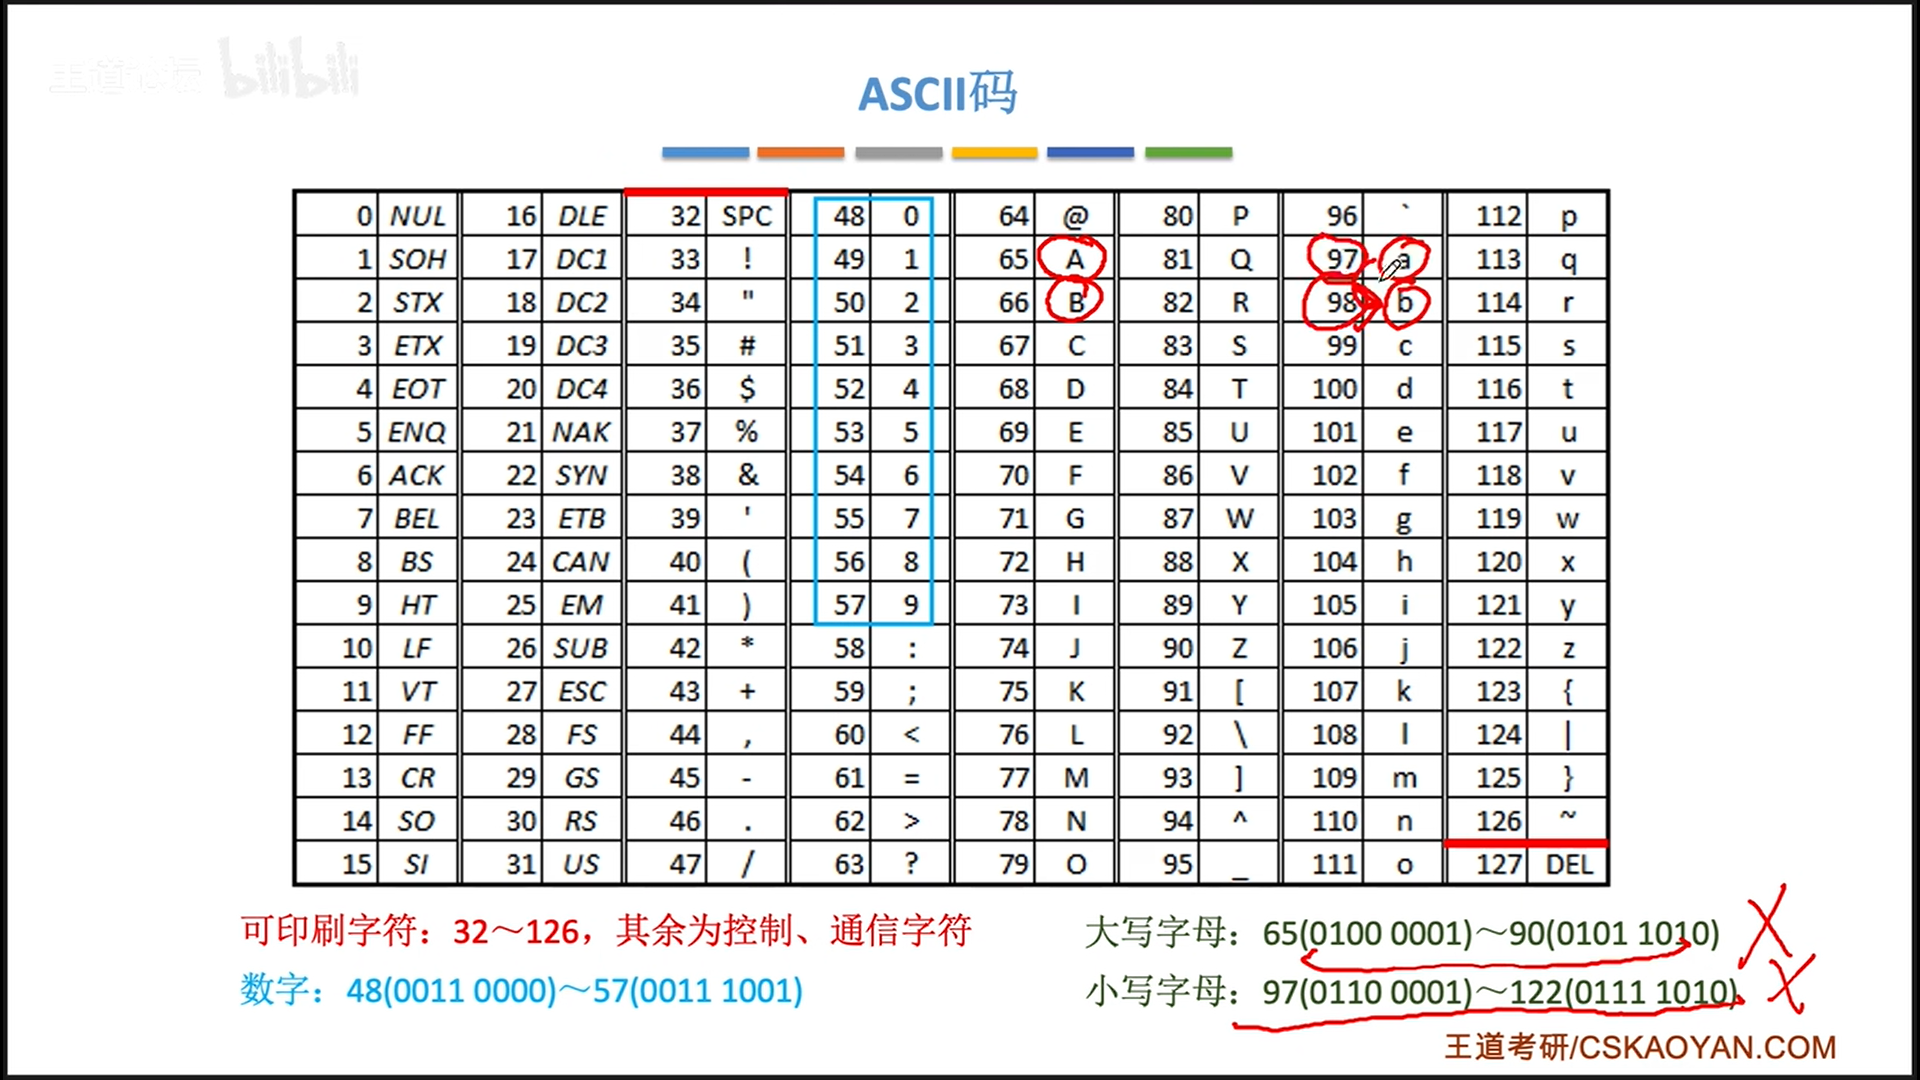 bilibili
ASCII码
0 NUL 16 DLE 32 SPC 48 0 64 @ 80 P 96 ` 112 p
1 SOH 17 DC1 33 ! 49 1 65 A 81 Q 97 a 113 q
2 STX 18 DC2 34 " 50 2 66 B 82 R 98 b 114 r
3 ETX 19 DC3 35 # 51 3 67 C 83 S 99 c 115 s
4 EOT 20 DC4 36 $ 52 4 68 D 84 T 100 d 116 t
5 ENQ 21 NAK 37 % 53 5 69 E 85 U 101 e 117 u
6 ACK 22 SYN 38 & 54 6 70 F 86 V 102 f 118 v
7 BEL 23 ETB 39 ' 55 7 71 G 87 W 103 g 119 w
8 BS 24 CAN 40 ( 56 8 72 H 88 X 104 h 120 x
9 HT 25 EM 41 ) 57 9 73 I 89 Y 105 i 121 y
10 LF 26 SUB 42 * 58 : 74 J 90 Z 106 j 122 z
11 VT 27 ESC 43 + 59 ; 75 K 91 [ 107 k 123 {
12 FF 28 FS 44 , 60 < 76 L 92 \ 108 l 124 |
13 CR 29 GS 45 - 61 = 77 M 93 ] 109 m 125 }
14 SO 30 RS 46 . 62 > 78 N 94 ^ 110 n 126 ~
15 SI 31 US 47 / 63 ? 79 O 95 _ 111 o 127 DEL
可印刷字符：32～126，其余为控制、通信字符
大写字母：65(0100 0001)～90(0101 1010)
数字：48(0011 0000)～57(0011 1001)
小写字母：97(0110 0001)～122(0111 1010)
王道考研/CSKAOYAN.COM